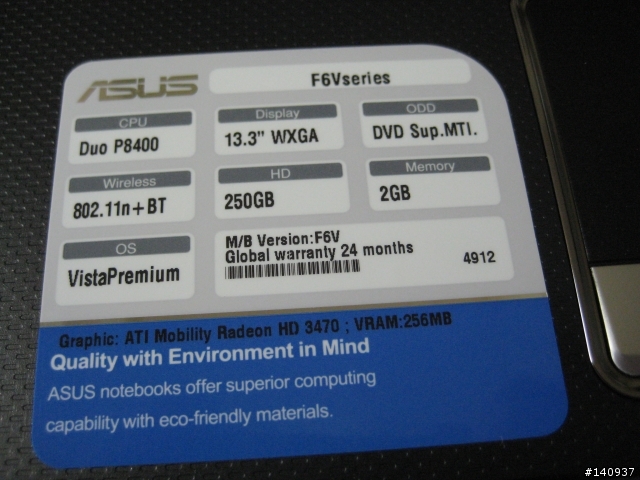 ASUS
F6Vseries
CPU
Duo P8400
Display
13.3" WXGA
ODD
DVD Sup.MTI.
Wireless
802.11n+BT
HD
250GB
Memory
2GB
OS
VistaPremium
M/B Version:F6V
Global warranty 24 months
4912
Graphic: ATI Mobility Radeon HD 3470 ; VRAM:256MB
Quality with Environment in Mind
ASUS notebooks offer superior computing
capability with eco-friendly materials.
#140937